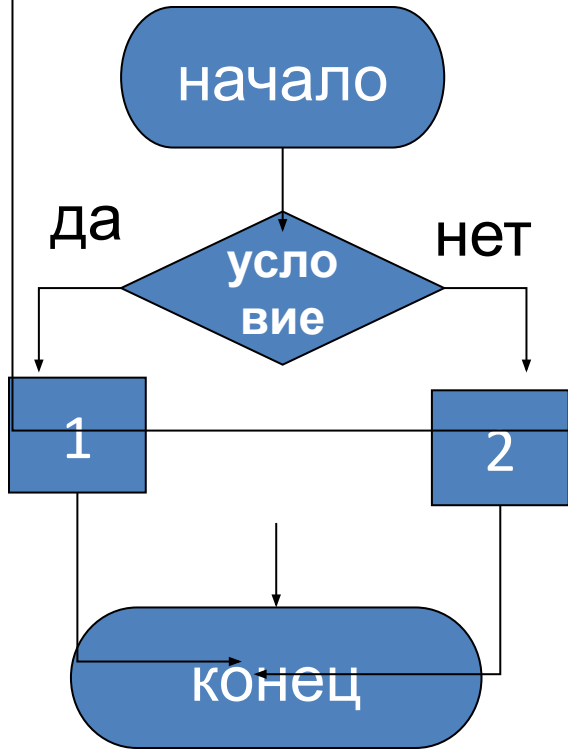 начало
да
нет
усло
вие
1
2
конец